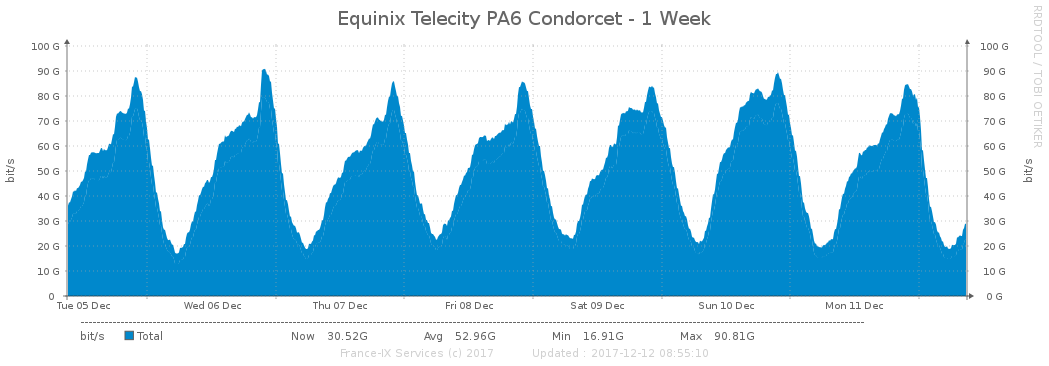 Equinix Telecity PA6 Condorcet - 1 Week
RRDTOOL / TOBI OETIKER
100 G 100 G
90 G 90 G
80 G 80 G
70 G 70 G
60 G 60 G
50 G 50 G
40 G 40 G
30 G 30 G
20 G 20 G
10 G 10 G
0 0 G
bit/s bit/s
Tue 05 Dec Wed 06 Dec Thu 07 Dec Fri 08 Dec Sat 09 Dec Sun 10 Dec Mon 11 Dec
bit/s Total Now 30.52G Avg 52.96G Min 16.91G Max 90.81G
France-IX Services (c) 2017 Updated : 2017-12-12 08:55:10